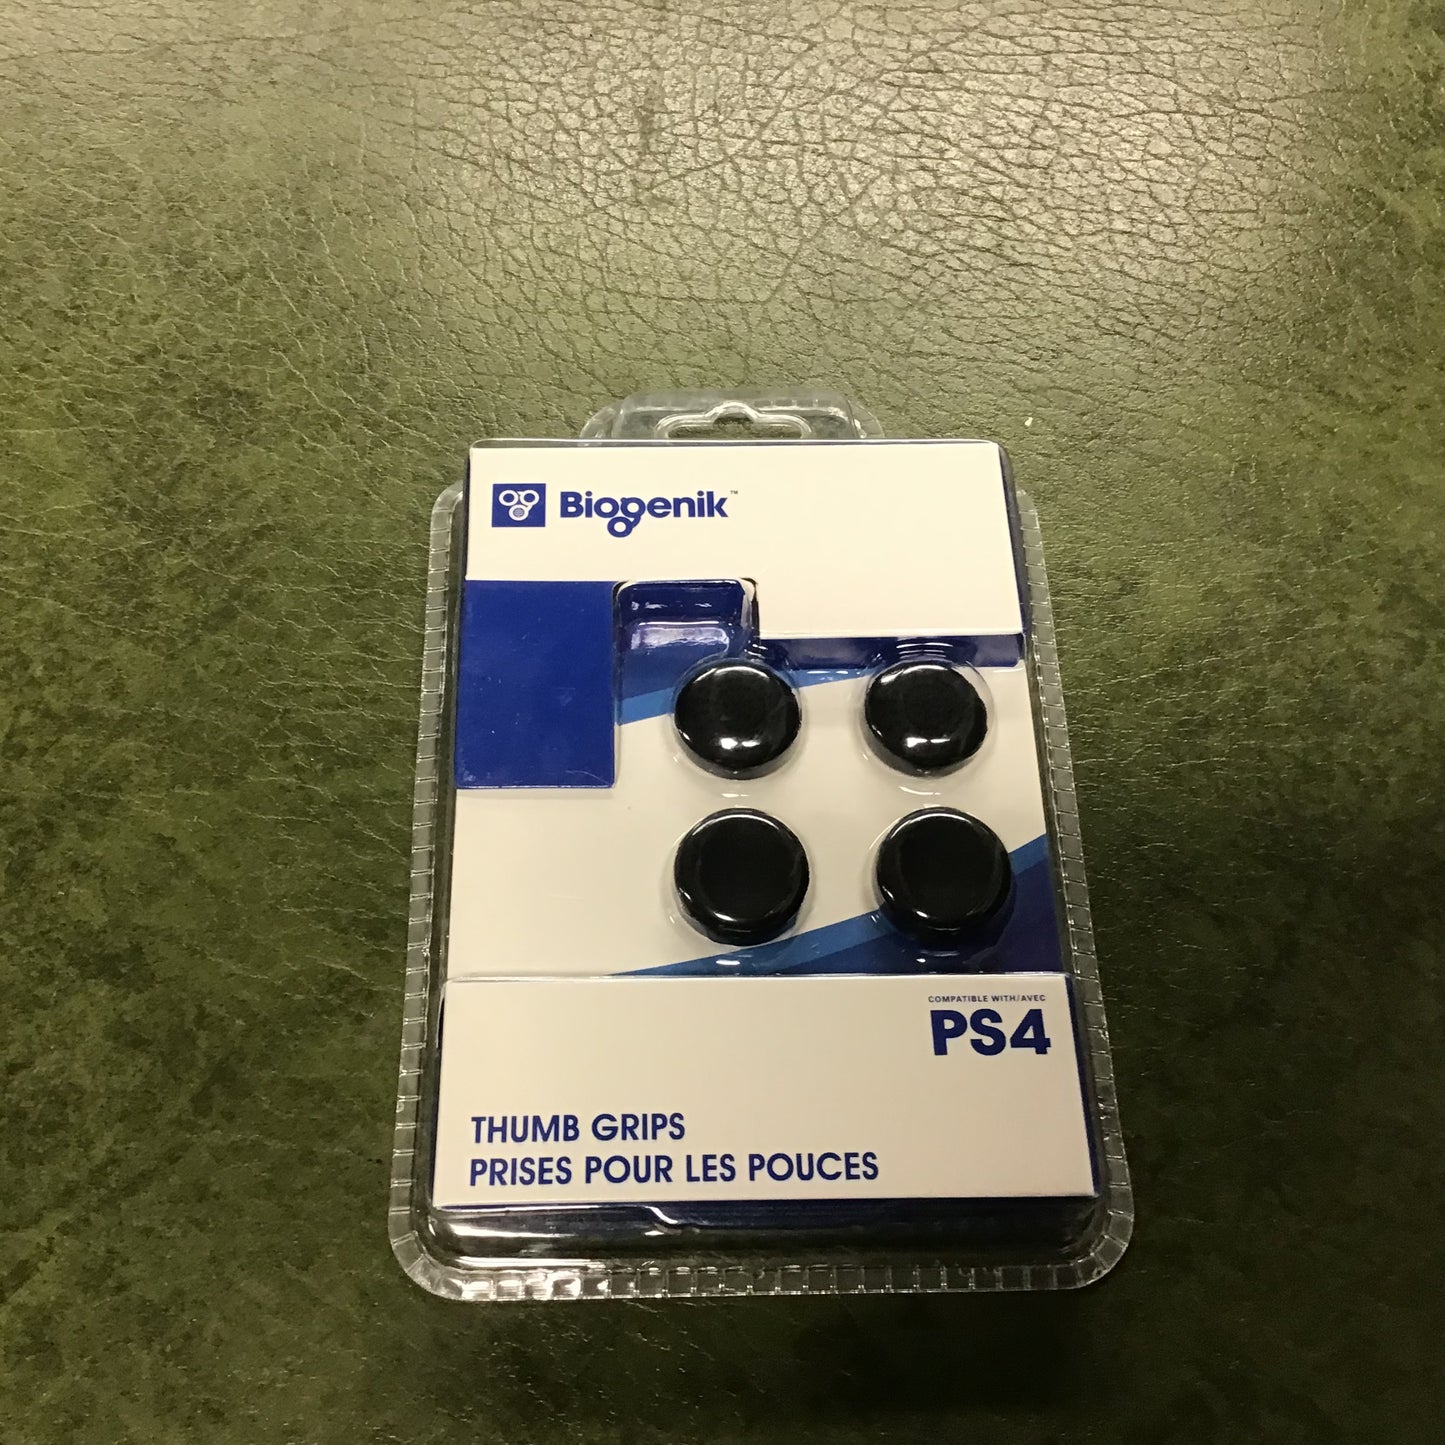 Biogenik™
COMPATIBLE WITH/AVEC
PS4
THUMB GRIPS
PRISES POUR LES POUCES